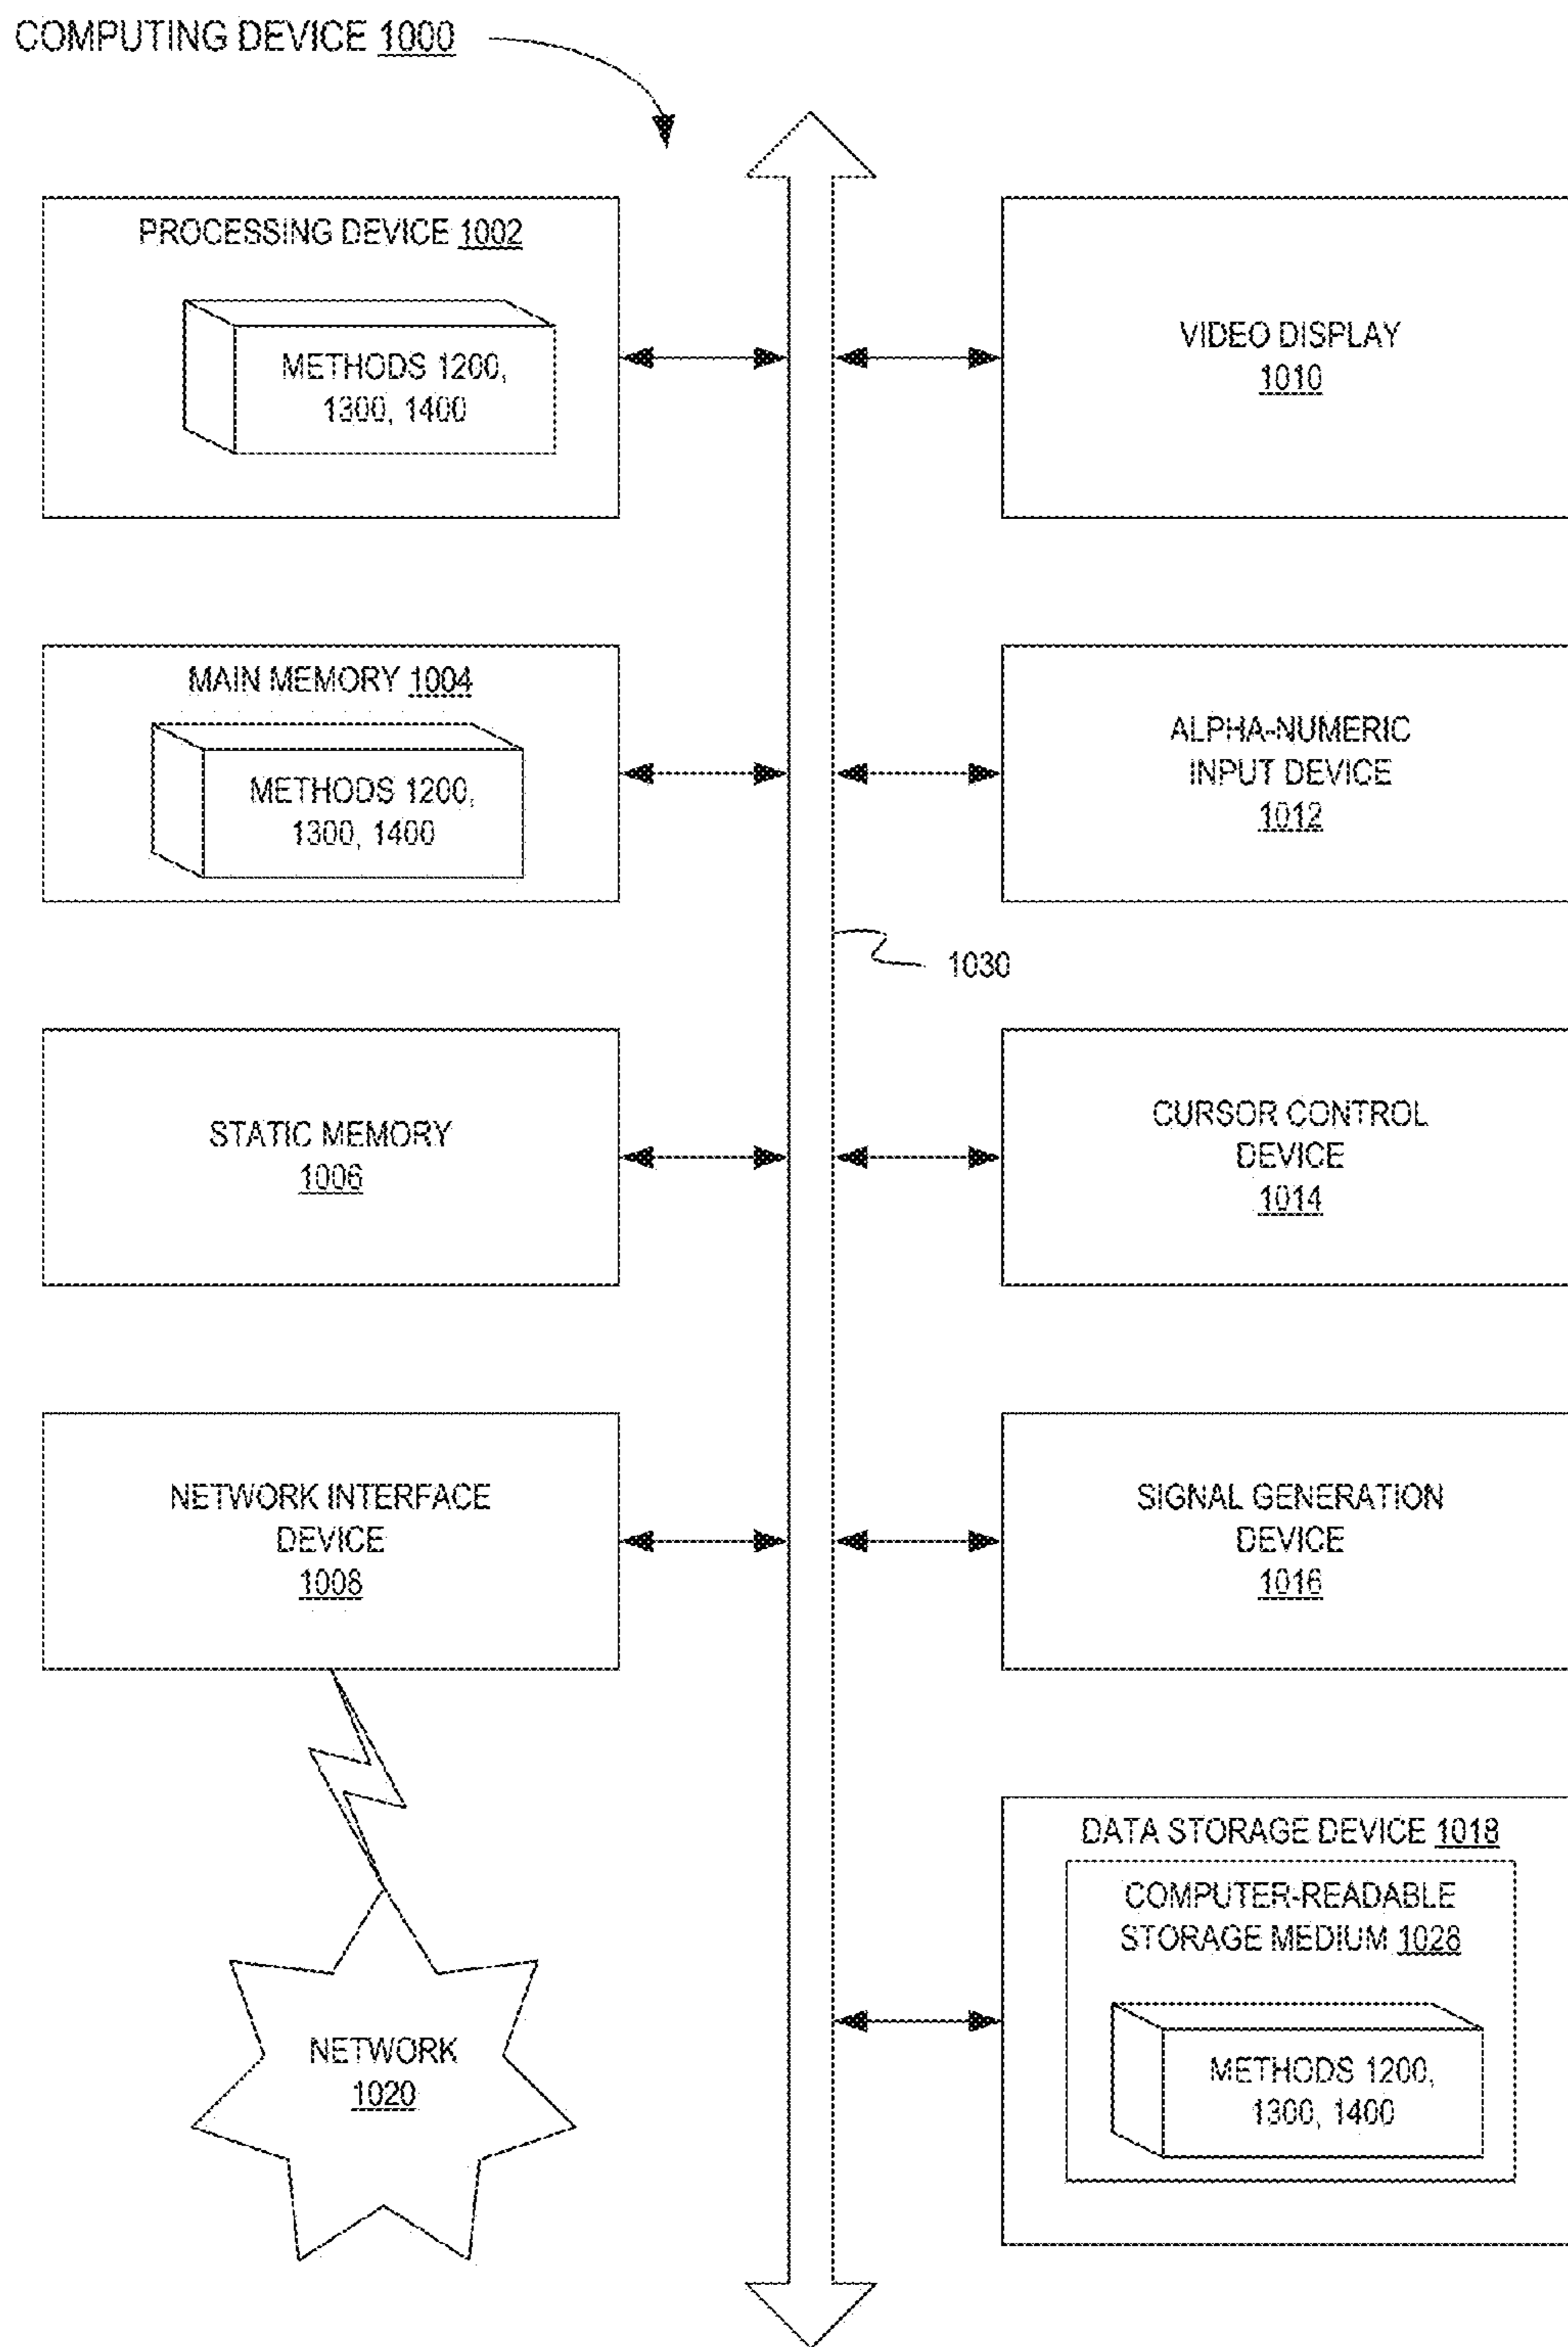 COMPUTING DEVICE 1000
PROCESSING DEVICE 1002
METHODS 1200,
1300, 1400
VIDEO DISPLAY
1010
MAIN MEMORY 1004
METHODS 1200,
1300, 1400
ALPHA-NUMERIC
INPUT DEVICE
1012
1030
STATIC MEMORY
1006
CURSOR CONTROL
DEVICE
1014
NETWORK INTERFACE
DEVICE
1008
SIGNAL GENERATION
DEVICE
1016
DATA STORAGE DEVICE 1018
COMPUTER-READABLE
STORAGE MEDIUM 1028
METHODS 1200,
1300, 1400
NETWORK
1020